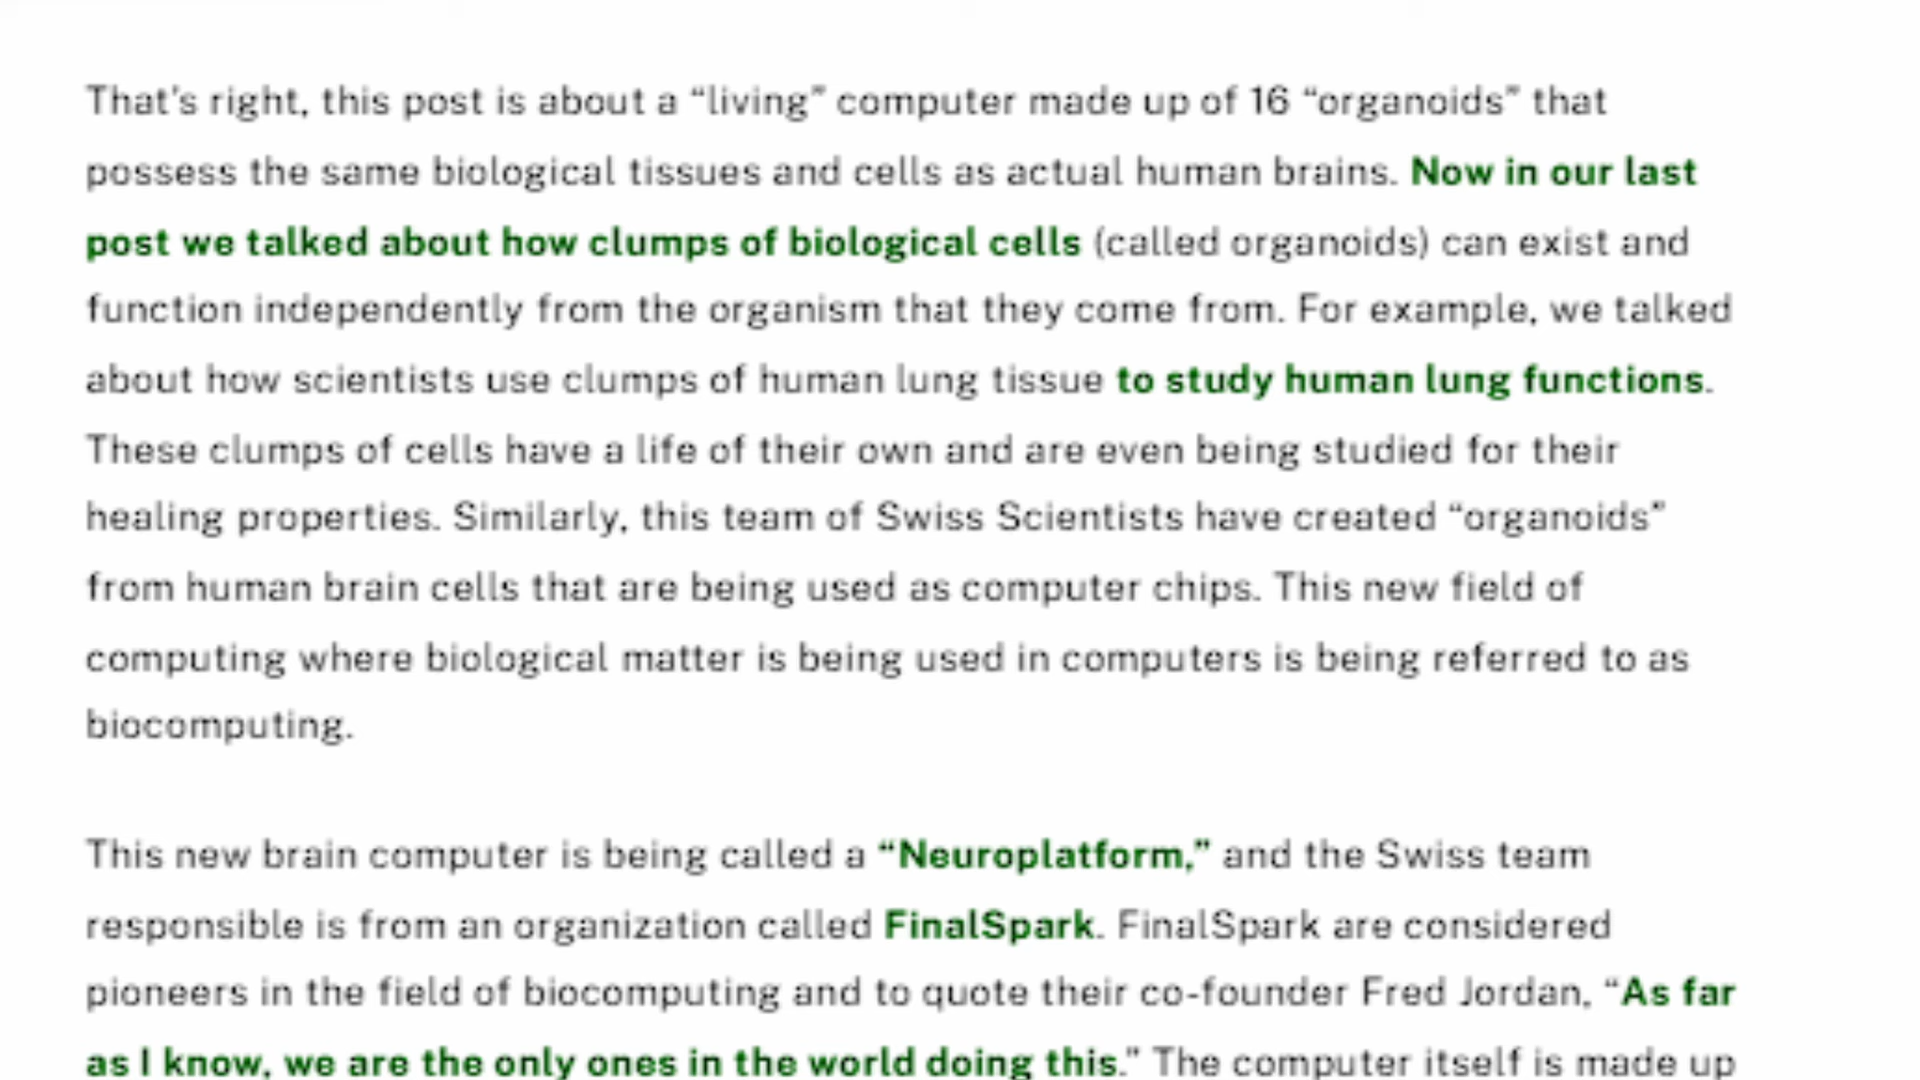 That's right, this post is about a “living” computer made up of 16 “organoids” that
possess the same biological tissues and cells as actual human brains. Now in our last
post we talked about how clumps of biological cells (called organoids) can exist and
function independently from the organism that they come from. For example, we talked
about how scientists use clumps of human lung tissue to study human lung functions.
These clumps of cells have a life of their own and are even being studied for their
healing properties. Similarly, this team of Swiss Scientists have created “organoids”
from human brain cells that are being used as computer chips. This new field of
computing where biological matter is being used in computers is being referred to as
biocomputing.
This new brain computer is being called a “Neuroplatform,” and the Swiss team
responsible is from an organization called FinalSpark. FinalSpark are considered
pioneers in the field of biocomputing and to quote their co-founder Fred Jordan, “As far
as I know, we are the only ones in the world doing this.” The computer itself is made up